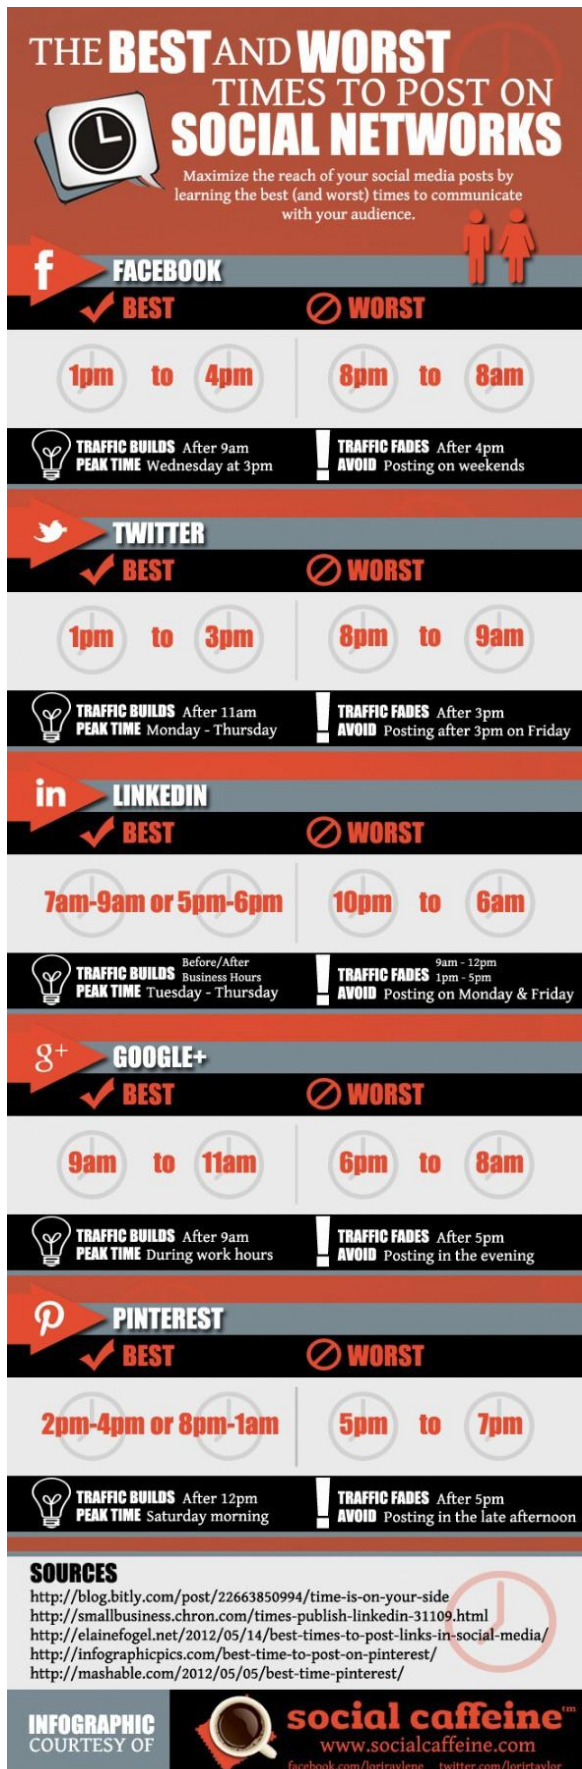 THE BEST AND WORST
TIMES TO POST ON
SOCIAL NETWORKS
Maximize the reach of your social media posts by
learning the best (and worst) times to communicate
with your audience.
f FACEBOOK
BEST WORST
1pm to 4pm 8pm to 8am
TRAFFIC BUILDS After 9am ! TRAFFIC FADES After 4pm
PEAK TIME Wednesday at 3pm AVOID Posting on weekends
TWITTER
BEST WORST
1pm to 3pm 8pm to 9am
TRAFFIC BUILDS After 11am ! TRAFFIC FADES After 3pm
PEAK TIME Monday - Thursday AVOID Posting after 3pm on Friday
in LINKEDIN
BEST WORST
7am-9am or 5pm-6pm 10pm to 6am
TRAFFIC BUILDS Before/After Business Hours ! TRAFFIC FADES 9am - 12pm 1pm - 5pm
PEAK TIME Tuesday - Thursday AVOID Posting on Monday & Friday
g+ GOOGLE+
BEST WORST
9am to 11am 6pm to 8am
TRAFFIC BUILDS After 9am ! TRAFFIC FADES After 5pm
PEAK TIME During work hours AVOID Posting in the evening
PINTEREST
BEST WORST
2pm-4pm or 8pm-1am 5pm to 7pm
TRAFFIC BUILDS After 12pm ! TRAFFIC FADES After 5pm
PEAK TIME Saturday morning AVOID Posting in the late afternoon
SOURCES
http://blog.bitly.com/post/22663850994/time-is-on-your-side
http://smallbusiness.chron.com/times-publish-linkedin-31109.html
http://elainefogel.net/2012/05/14/best-times-to-post-links-in-social-media/
http://infographicpics.com/best-time-to-post-on-pinterest/
http://mashable.com/2012/05/05/best-time-pinterest/
INFOGRAPHIC
COURTESY OF
social caffeine™
www.socialcaffeine.com
facebook.com/loriraylene twitter.com/lorirtaylor